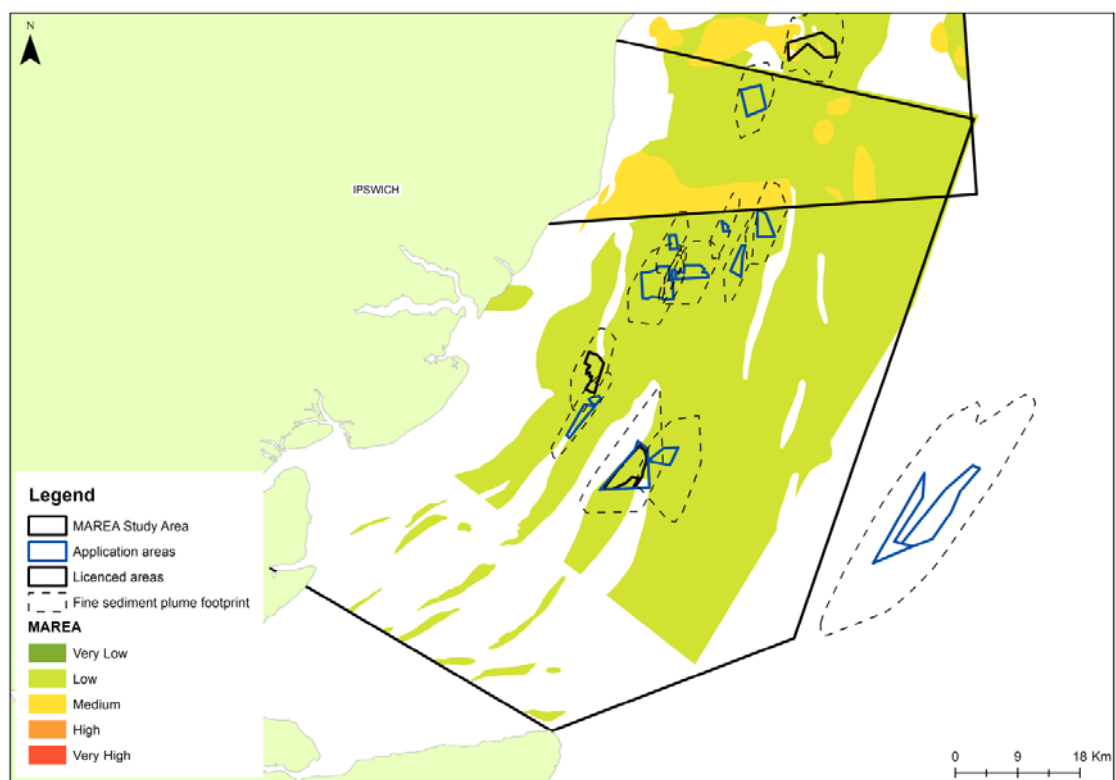 N
IPSWICH
Legend
MAREA Study Area
Application areas
Licenced areas
Fine sediment plume footprint
MAREA
Very Low
Low
Medium
High
Very High
0 9 18 Km